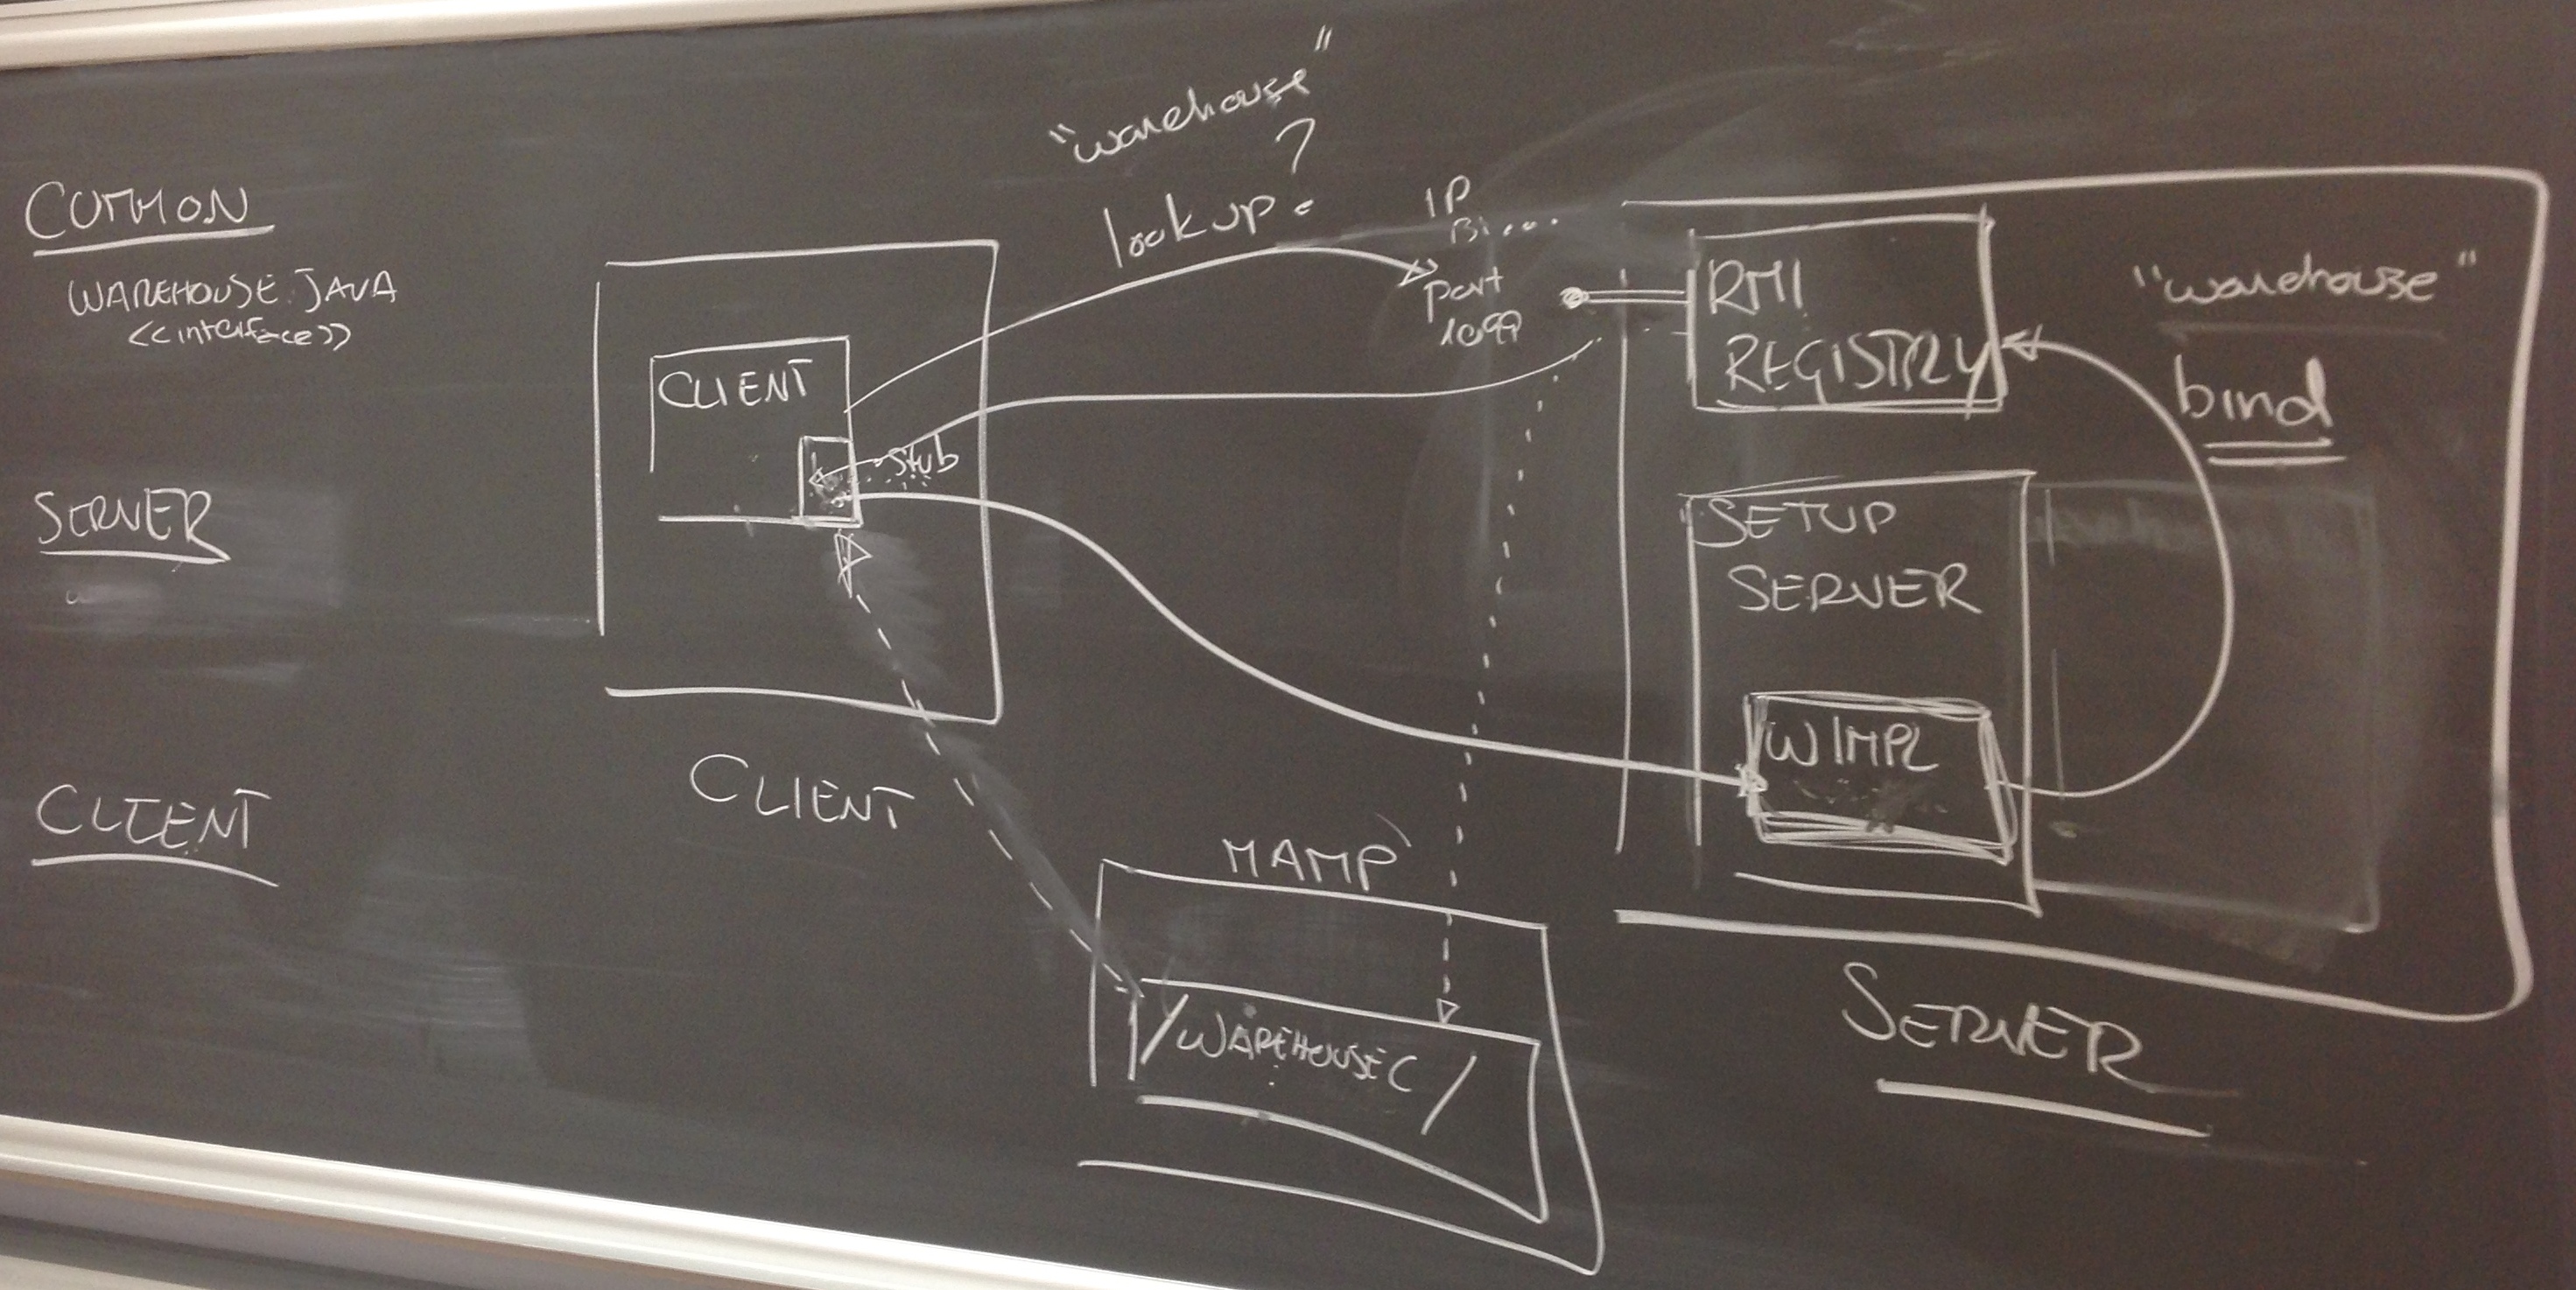 COMMON
WAREHOUSE.JAVA
<<interface>>
SERVER
CLIENT
CLIENT
stub
CLIENT
"warehouse"
lookup?
IP
port
1099
RMI
REGISTRY
"warehouse"
bind
SETUP
SERVER
WIMPL
SERVER
MAMP
/WAREHOUSEC/